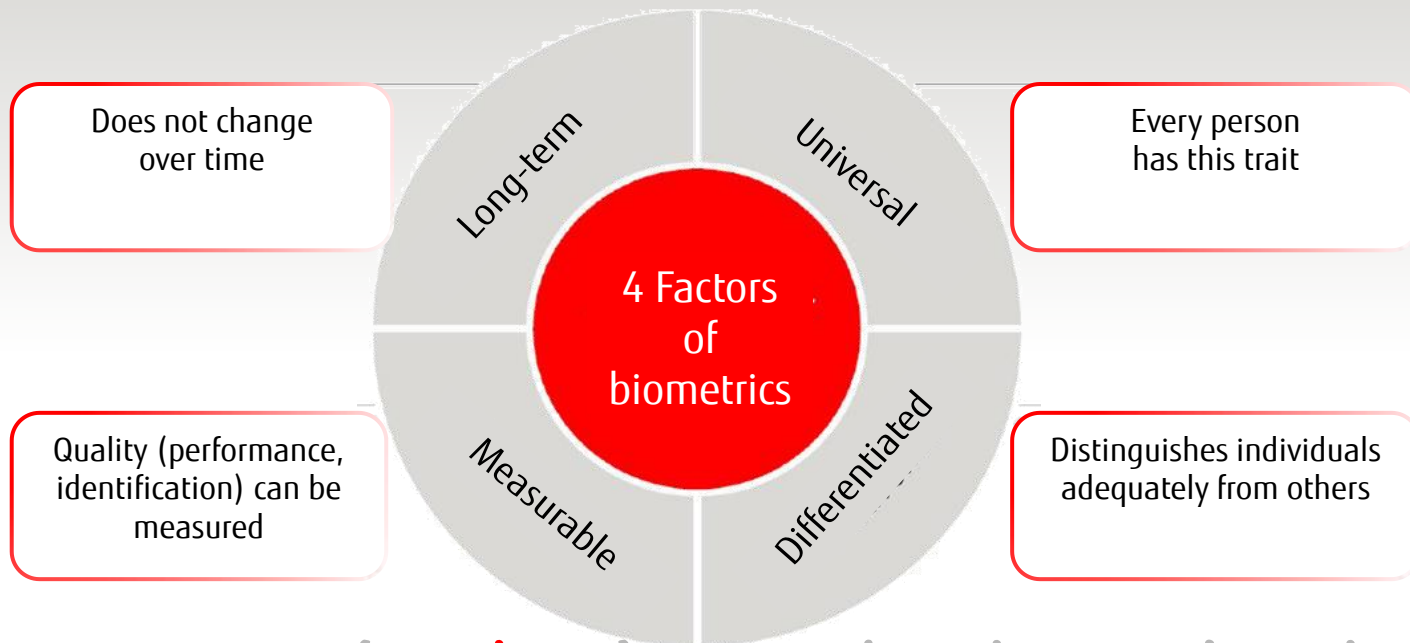 Does not change
over time
Long-term
Universal
Every person
has this trait
4 Factors
of
biometrics
Quality (performance,
identification) can be
measured
Measurable
Differentiated
Distinguishes individuals
adequately from others